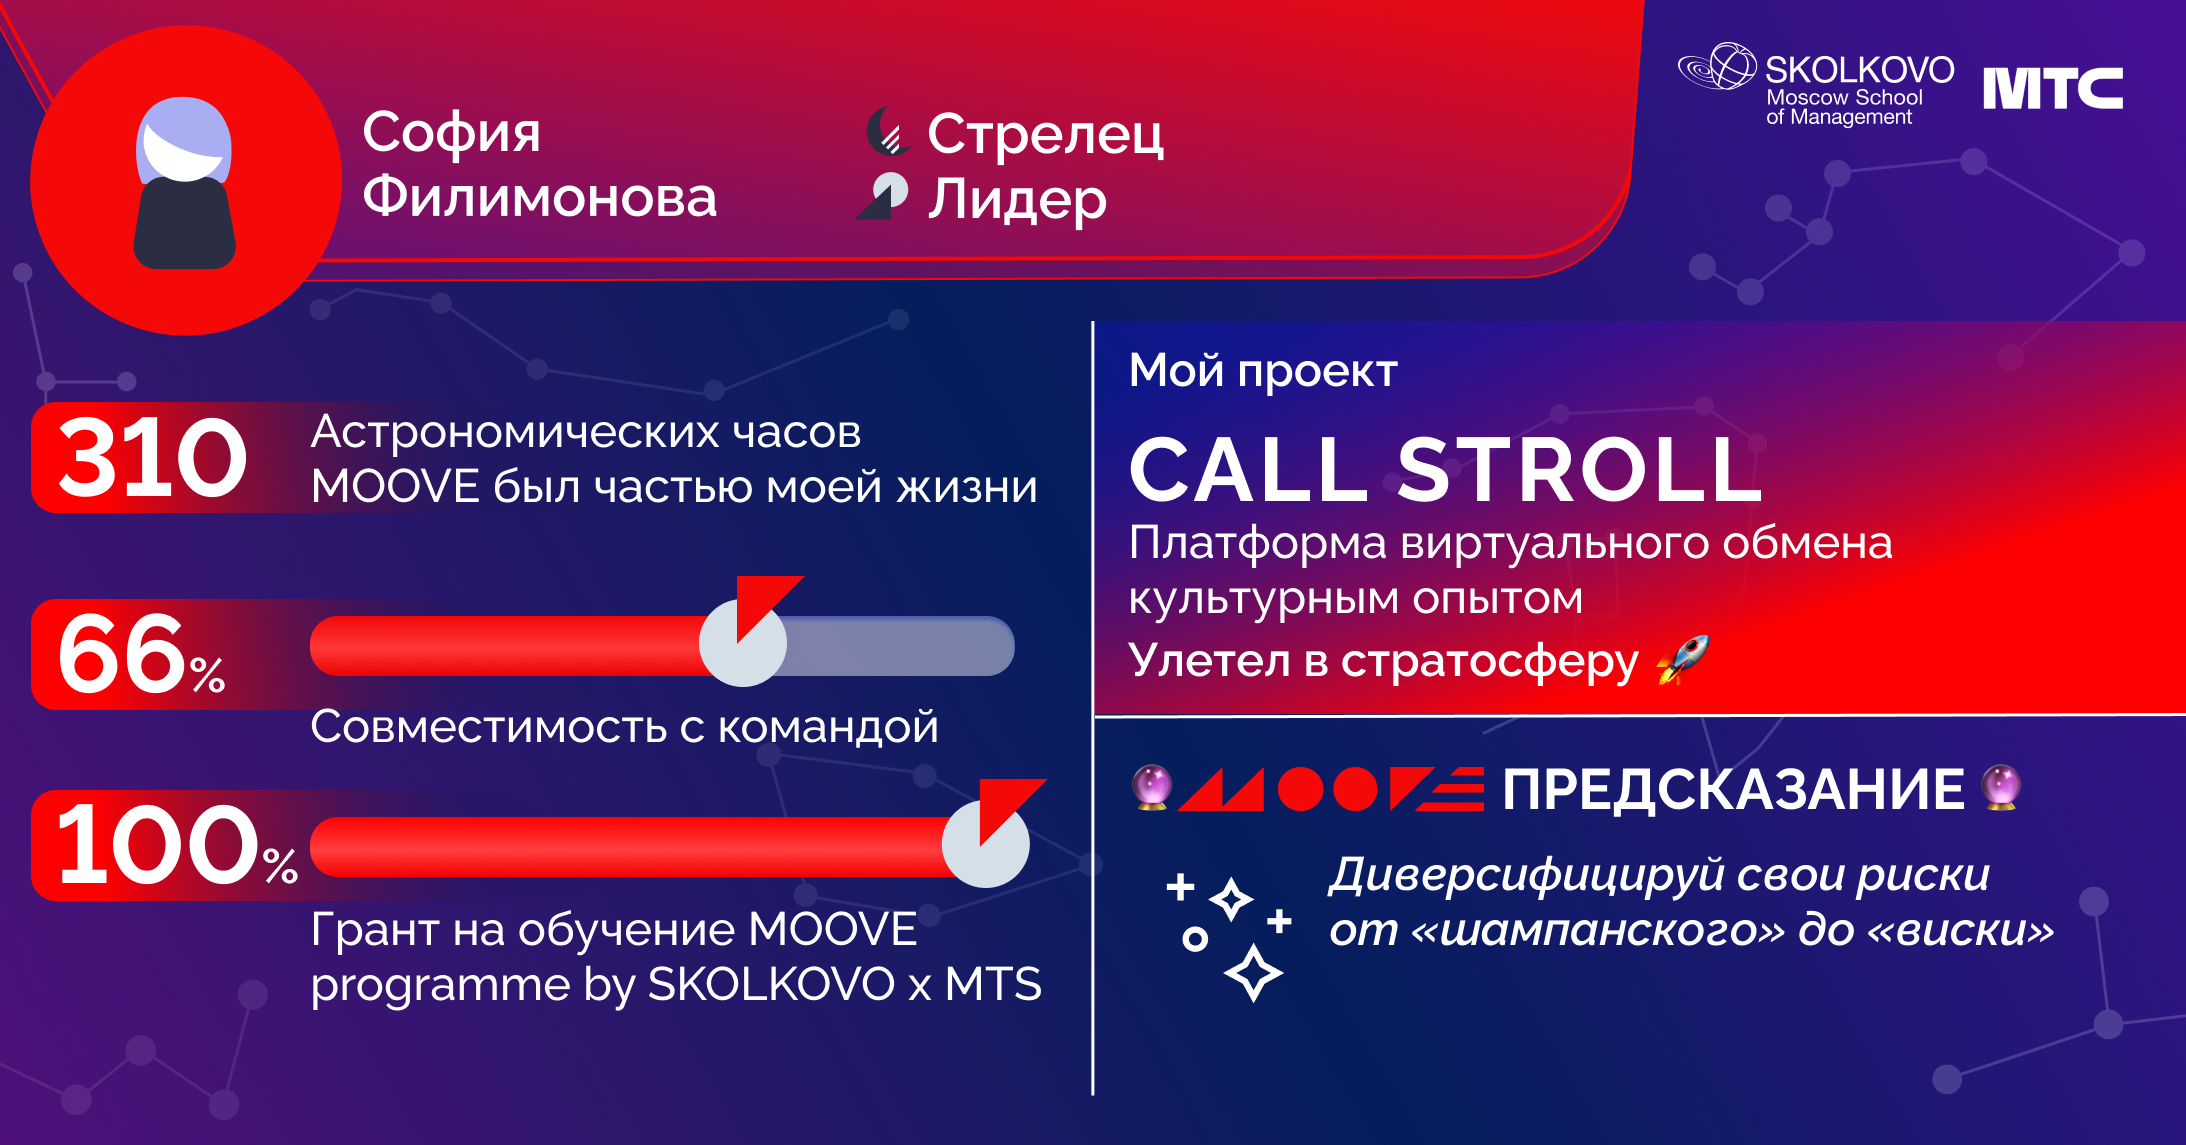 София
Филимонова
Стрелец
Лидер
SKOLKOVO
Moscow School
of Management
МТС
310
Астрономических часов
MOOVE был частью моей жизни
66%
Совместимость с командой
100%
Грант на обучение MOOVE
programme by SKOLKOVO x MTS
Мой проект
CALL STROLL
Платформа виртуального обмена
культурным опытом
Улетел в стратосферу 🚀
🔮 MOOVE ПРЕДСКАЗАНИЕ 🔮
Диверсифицируй свои риски
от «шампанского» до «виски»